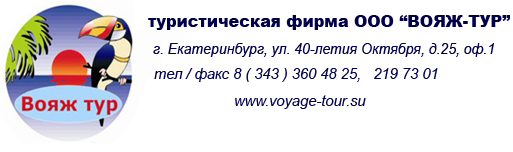 туристическая фирма ООО “ВОЯЖ-ТУР”
г. Екатеринбург, ул. 40-летия Октября, д.25, оф.1
тел / факс 8 ( 343 ) 360 48 25, 219 73 01
www.voyage-tour.su
Вояж тур